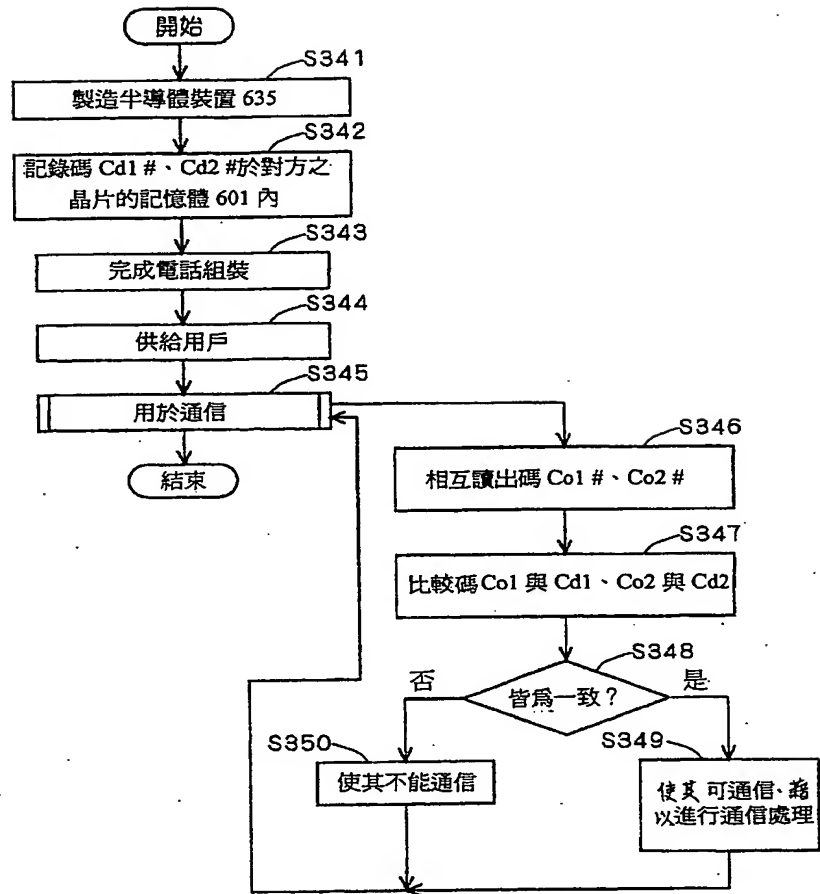 開始
S341
製造半導體裝置 635
S342
記錄碼 Cd1 #、Cd2 #於對方之
晶片的記憶體 601 內
S343
完成電話組裝
S344
供給用戶
S345
用於通信
結束
S346
相互讀出碼 Co1 #、Co2 #
S347
比較碼 Co1 與 Cd1、Co2 與 Cd2
S348
皆爲一致?
否
是
S350
使其不能通信
S349
使其可通信、藉
以進行通信處理